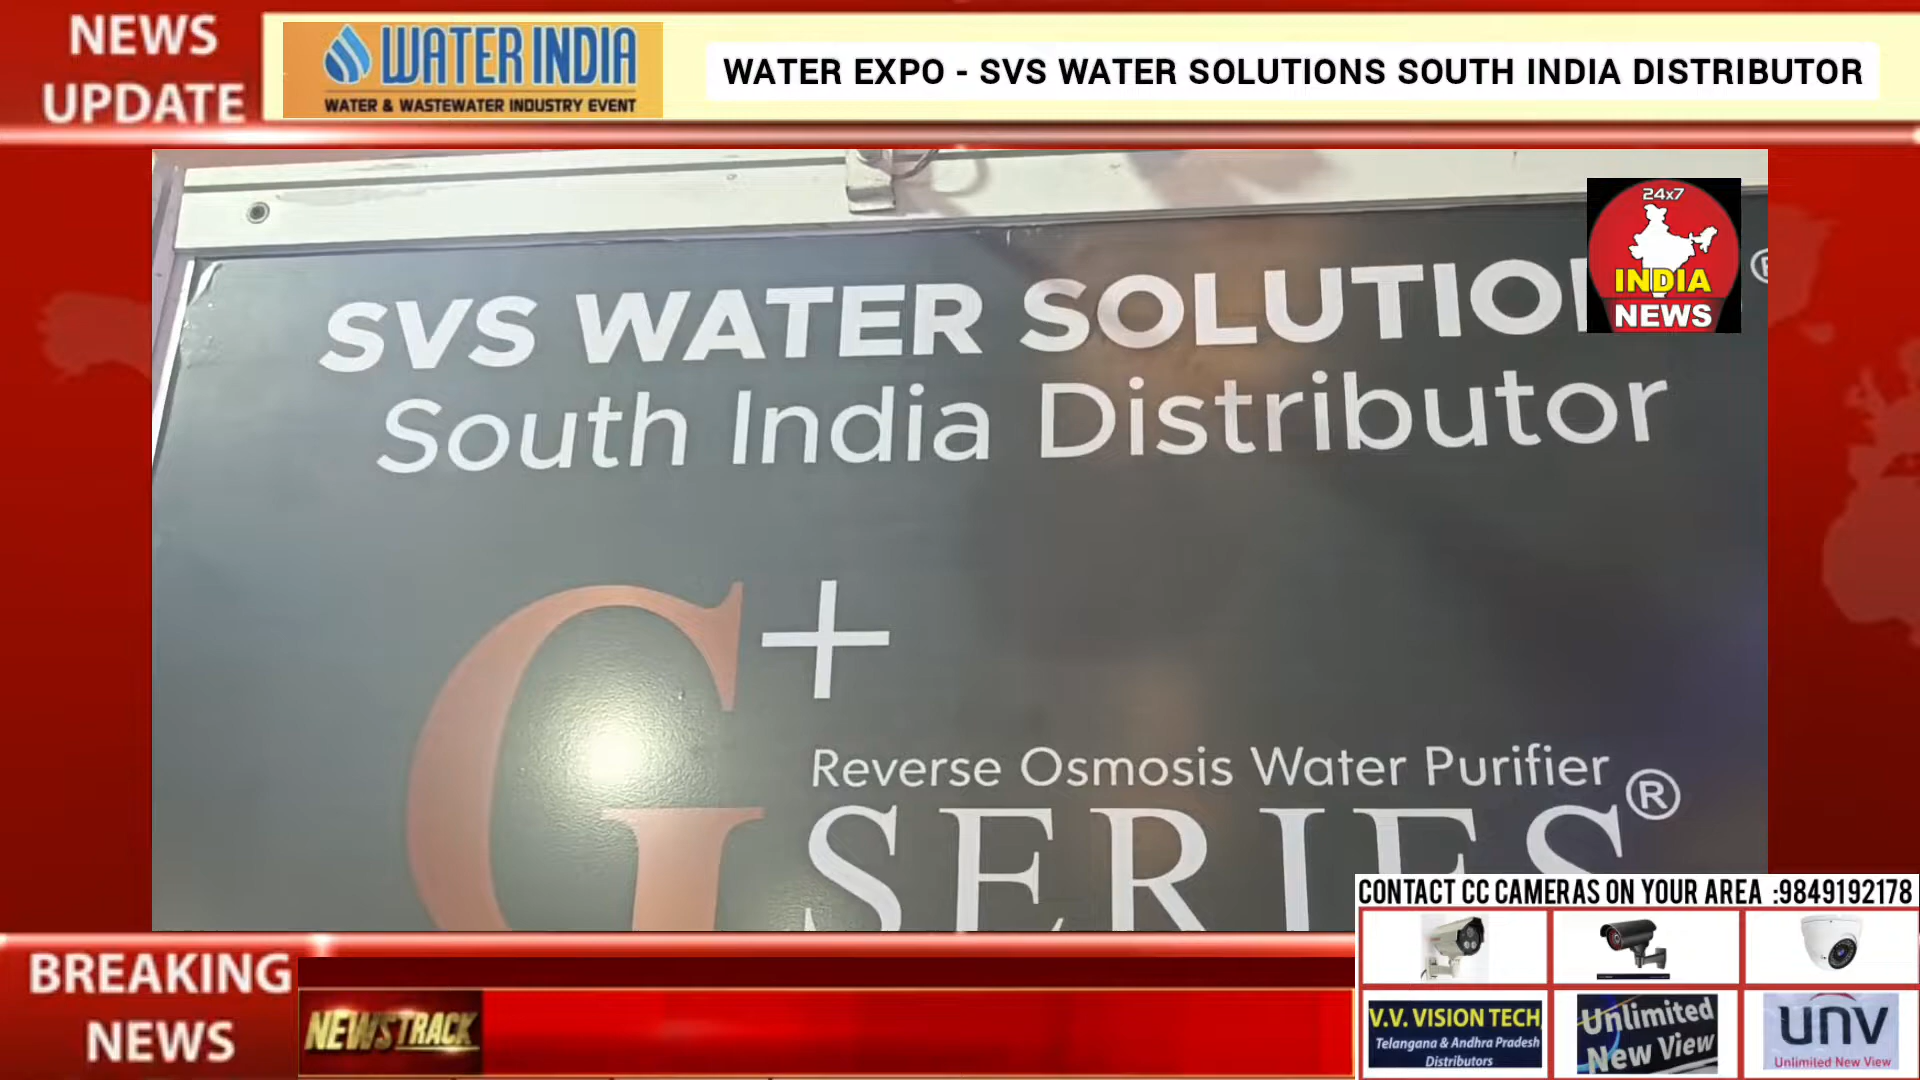 NEWS
UPDATE
WATER INDIA
WATER & WASTEWATER INDUSTRY EVENT
WATER EXPO - SVS WATER SOLUTIONS SOUTH INDIA DISTRIBUTOR
24x7
INDIA
NEWS
SVS WATER SOLUTIO
South India Distributor
G+
Reverse Osmosis Water Purifier
SERIES®
CONTACT CC CAMERAS ON YOUR AREA :9849192178
BREAKING
NEWS
NEWSTRACK
V.V. VISION TECH
Telangana & Andhra Pradesh
Distributors
Unlimited
New View
unv
Unlimited New View